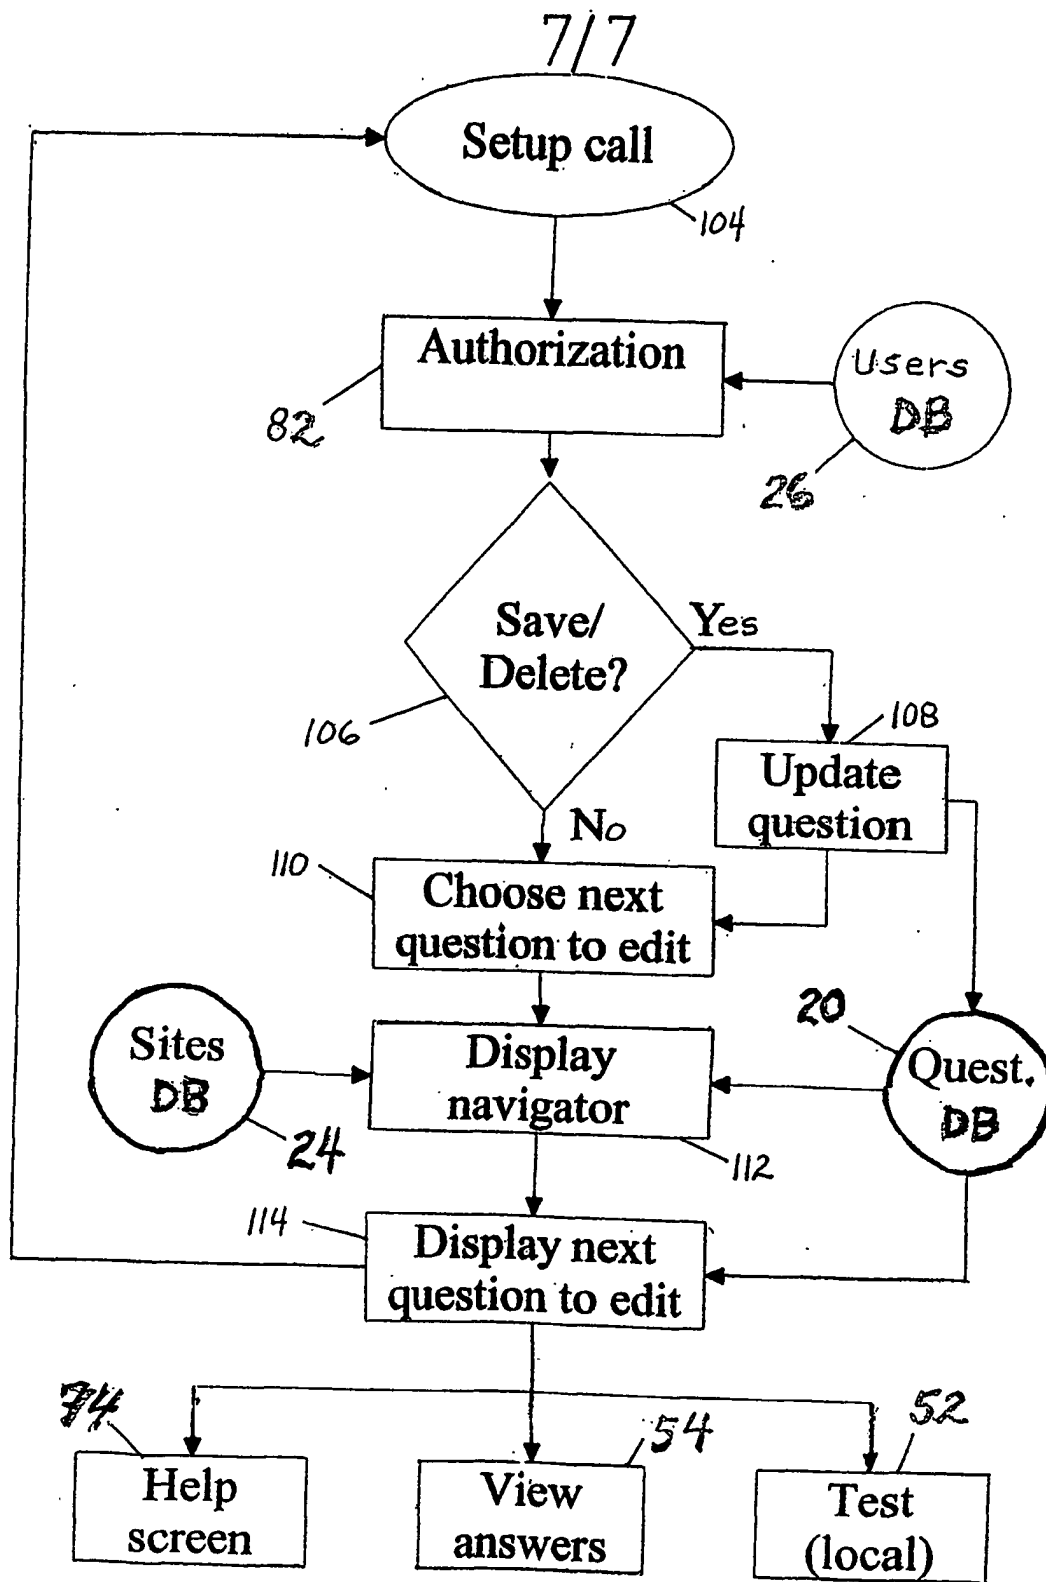 7/7
Setup call
104
Authorization
82
Users
DB
26
Save/
Delete?
Yes
106
108
Update
question
No
110
Choose next
question to edit
20
Sites
DB
24
Display
navigator
112
Quest.
DB
114
Display next
question to edit
74
Help
screen
54
View
answers
52
Test
(local)